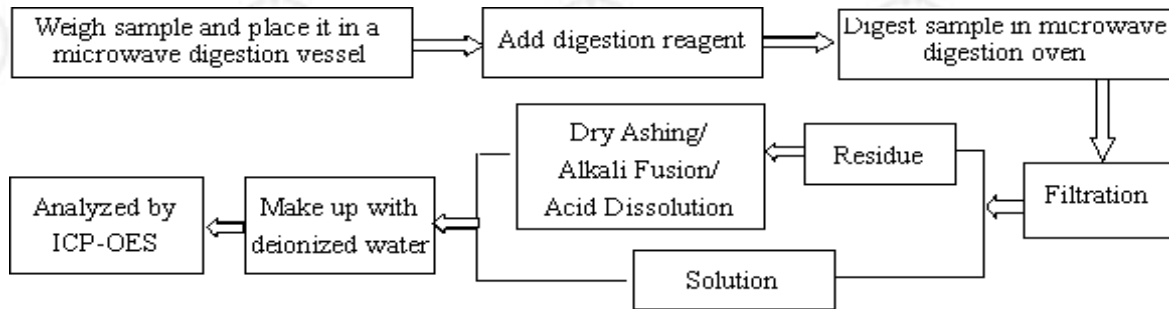 Weigh sample and place it in a
microwave digestion vessel
Add digestion reagent
Digest sample in microwave
digestion oven
Filtration
Residue
Dry Ashing/
Alkali Fusion/
Acid Dissolution
Solution
Make up with
deionized water
Analyzed by
ICP-OES